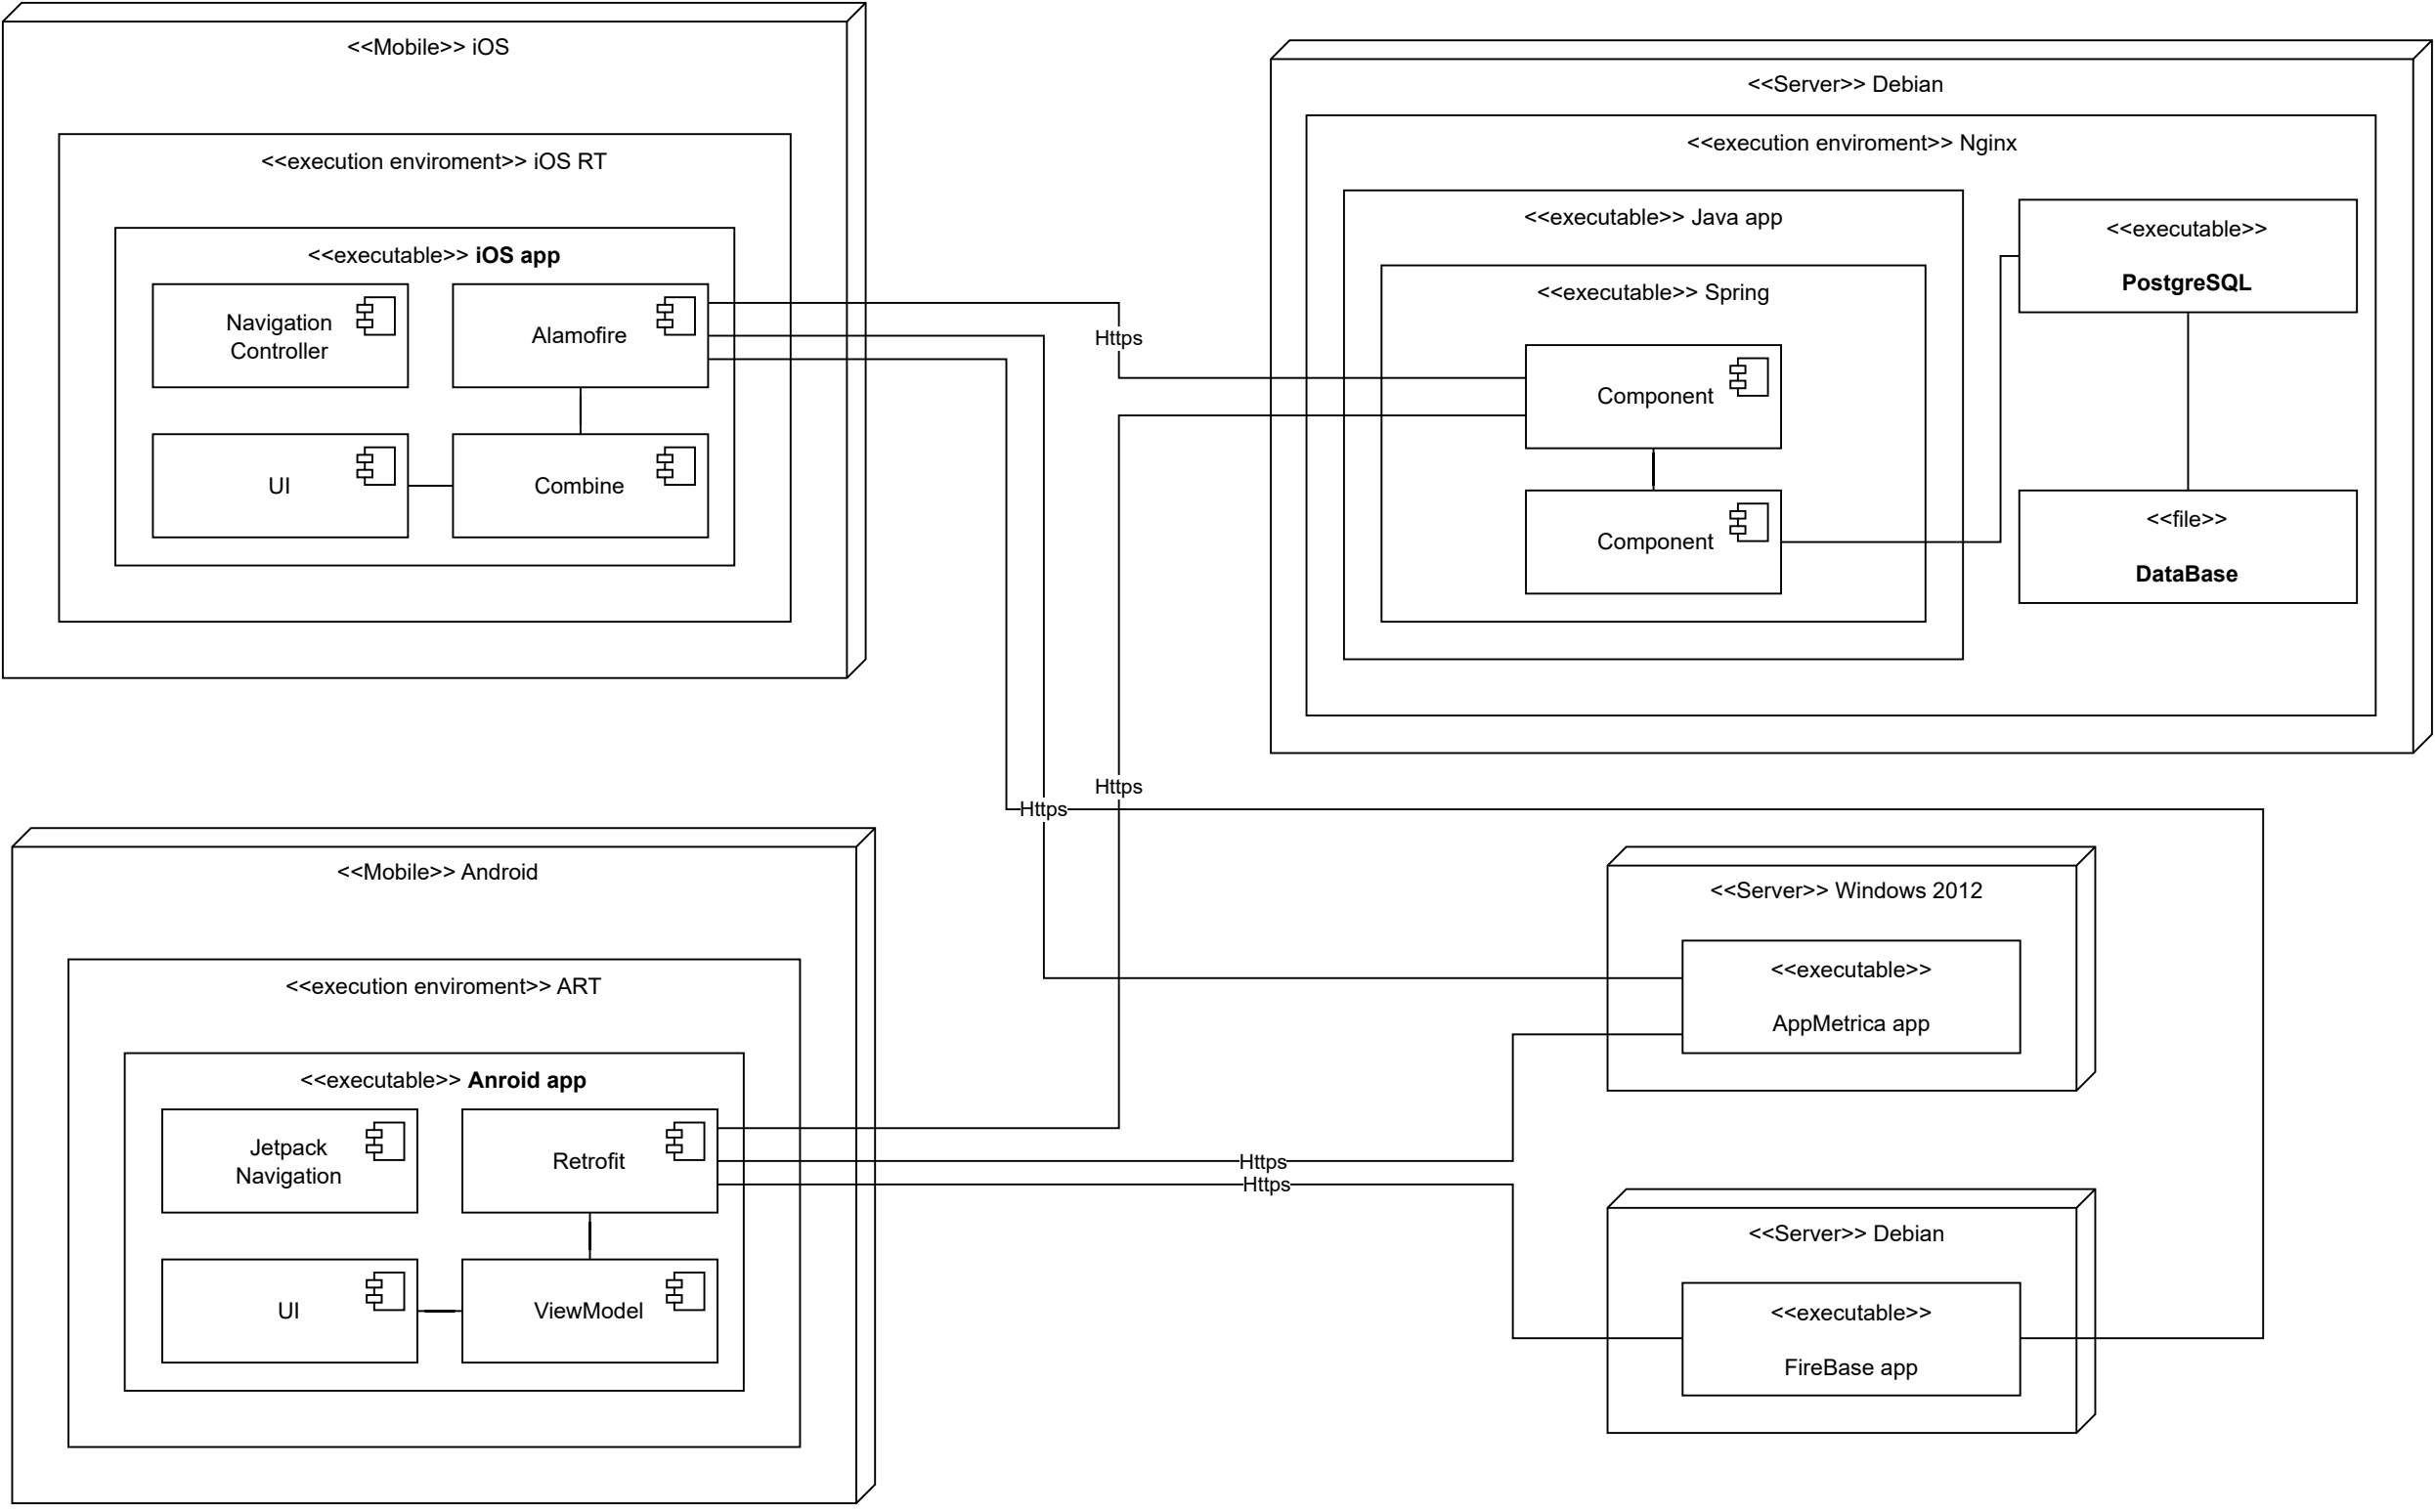 <<Mobile>> iOS
<<execution enviroment>> iOS RT
<<executable>> iOS app
Navigation
Controller
Alamofire
UI
Combine
<<Server>> Debian
<<execution enviroment>> Nginx
<<executable>> Java app
<<executable>> Spring
Component
Component
<<executable>>
PostgreSQL
<<file>>
DataBase
Https
Https
Https
<<Mobile>> Android
<<execution enviroment>> ART
<<executable>> Anroid app
Jetpack
Navigation
Retrofit
UI
ViewModel
Https
Https
<<Server>> Windows 2012
<<executable>>
AppMetrica app
<<Server>> Debian
<<executable>>
FireBase app